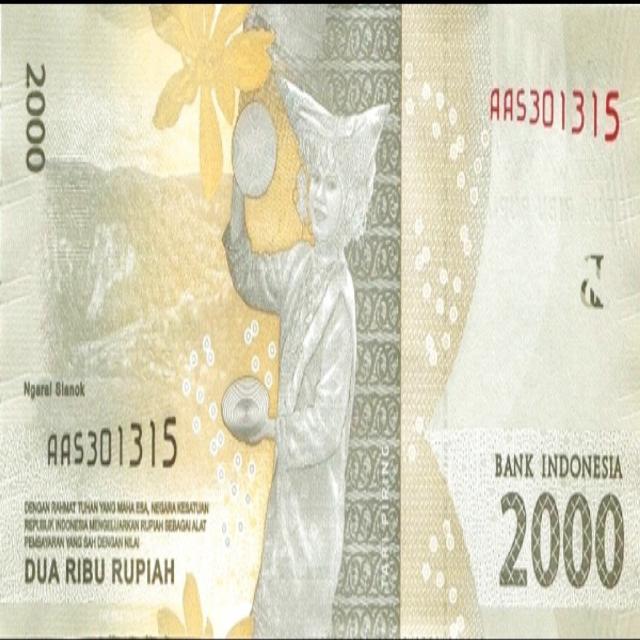 2000
AAS301315
Ngarai Sianok
AAS301315
DENGAN RAHMAT TUHAN YANG MAHA ESA, NEGARA KESATUAN
REPUBLIK INDONESIA MENGELUARKAN RUPIAH SEBAGAI ALAT
PEMBAYARAN YANG SAH DENGAN NILAI
DUA RIBU RUPIAH
TARI PIRING
BANK INDONESIA
2000